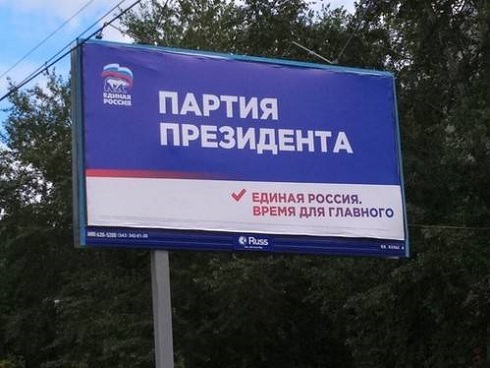 ЕДИНАЯ
РОССИЯ
ПАРТИЯ
ПРЕЗИДЕНТА
ЕДИНАЯ РОССИЯ.
ВРЕМЯ ДЛЯ ГЛАВНОГО
Russ